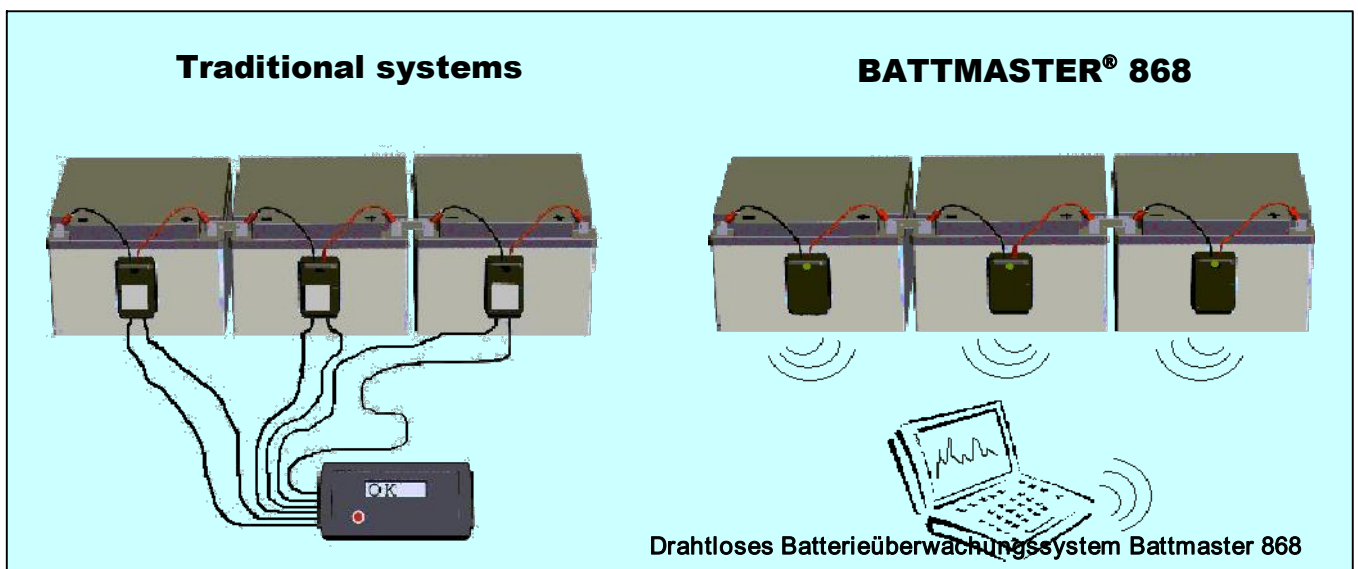 Traditional systems
BATTMASTER® 868
OK
Drahtloses Batterieüberwachungssystem Battmaster 868